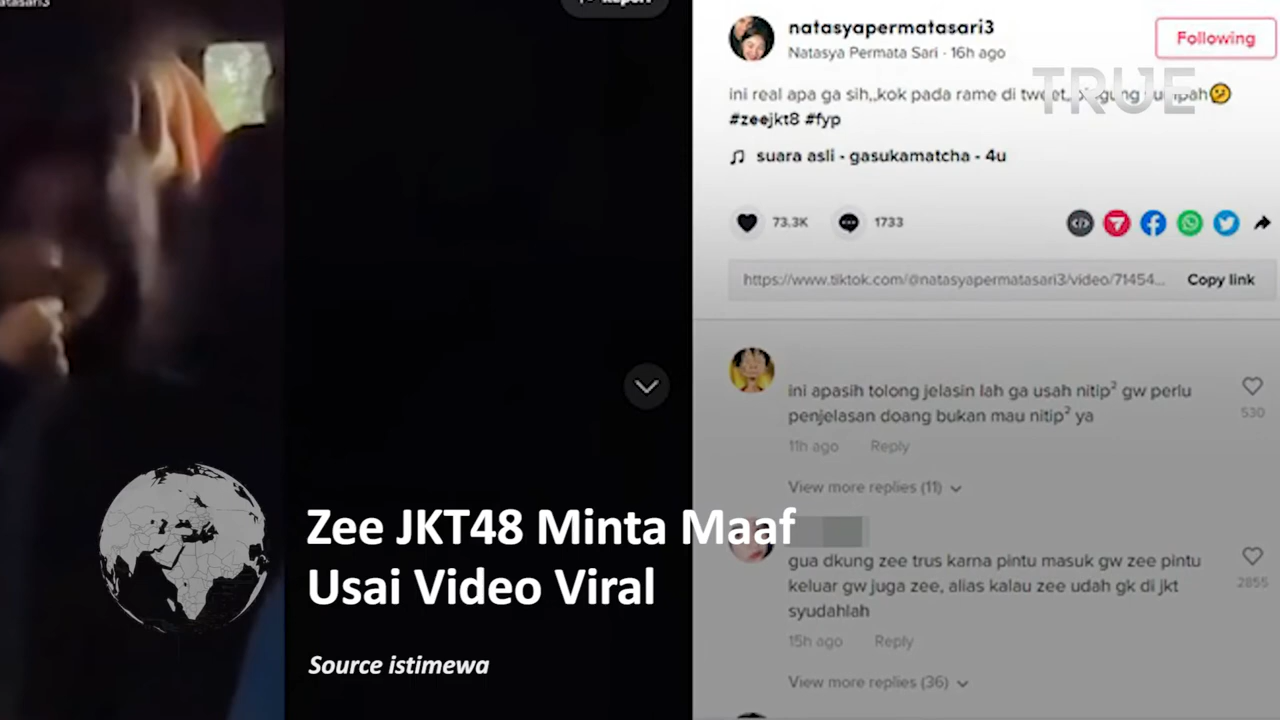 natasyapermatasari3
Natasya Permata Sari · 16h ago
Following
TRUE
ini real apa ga sih,,kok pada rame di tweet,
#zeejkt8 #fyp
suara asli - gasukamatcha - 4u
73.3K
1733
https://www.tiktok.com/@natasyapermatasari3/video/71454...
Copy link
ini apasih tolong jelasin lah ga usah nitip² gw perlu
penjelasan doang bukan mau nitip² ya
530
11h ago
Reply
View more replies (11)
gua dkung zee trus karna pintu masuk gw zee pintu
keluar gw juga zee, alias kalau zee udah gk di jkt
syudahlah
2855
15h ago
Reply
View more replies (36)
Zee JKT48 Minta Maaf
Usai Video Viral
Source istimewa